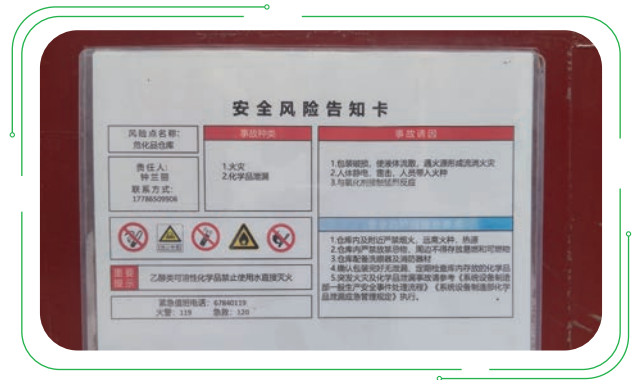 安全风险告知卡
风险点名称:
危化品仓库
责任人:
钟兰丽
联系方式:
17786509908
事故种类
1.火灾
2.化学品泄漏
事故诱因
1.包装破损，使液体流散，遇火源形成流淌火灾
2.人体静电、雷击、人员带入火种
3.与氧化剂接触猛烈反应
1.仓库内及附近严禁烟火，远离火种、热源
2.仓库内严禁放禁忌物，周边不得存放易燃和可燃物
3.仓库配备洗眼器及消防器材
4.确认包装完好无泄漏，定期检查库内存放的化学品
5.突发火灾及化学品泄漏事故请参考《系统设备制造
部一般生产安全事件处理流程》《系统设备制造部化学
品泄漏应急管理规定》执行。
重要
提示
乙醇类可溶性化学品禁止使用水直接灭火
紧急值班电话: 67840119
火警: 119 急救: 120